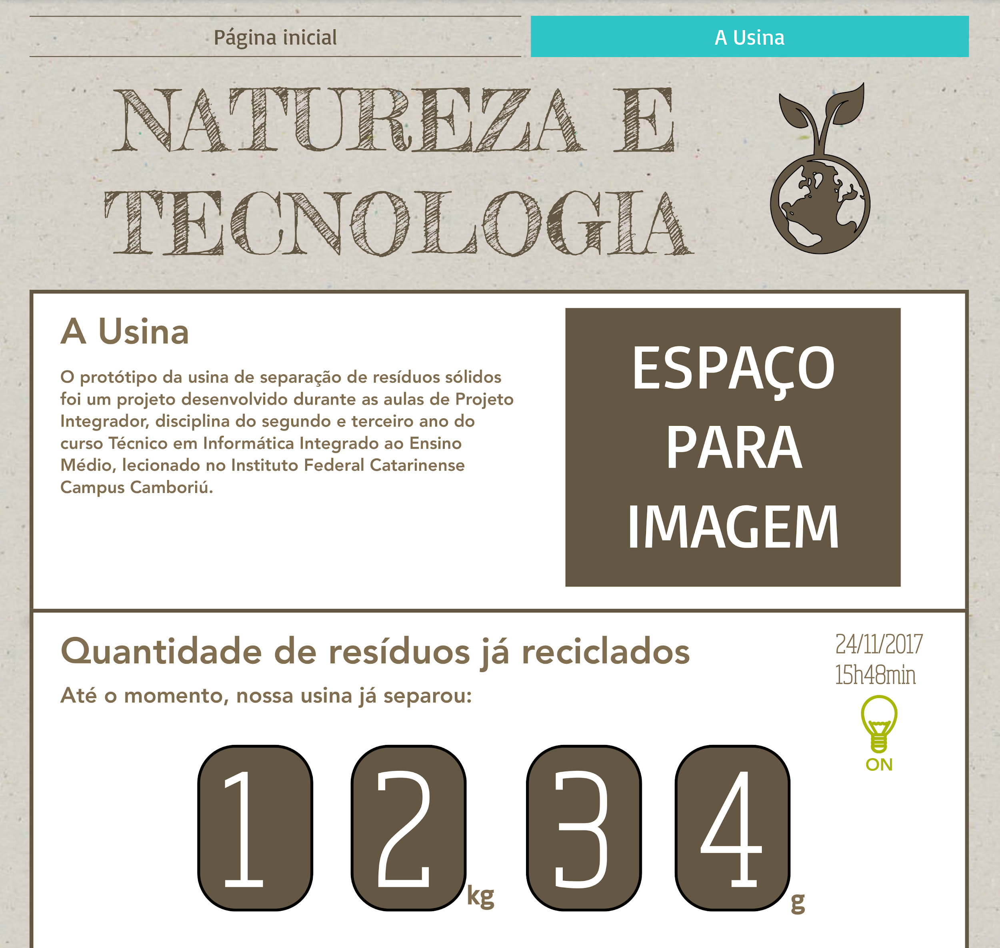 Página inicial
A Usina
NATUREZA E
TECNOLOGIA
A Usina
O protótipo da usina de separação de resíduos sólidos
foi um projeto desenvolvido durante as aulas de Projeto
Integrador, disciplina do segundo e terceiro ano do
curso Técnico em Informática Integrado ao Ensino
Médio, lecionado no Instituto Federal Catarinense
Campus Camboriú.
ESPAÇO
PARA
IMAGEM
Quantidade de resíduos já reciclados
24/11/2017
15h48min
Até o momento, nossa usina já separou:
ON
1 2 kg 3 4 g